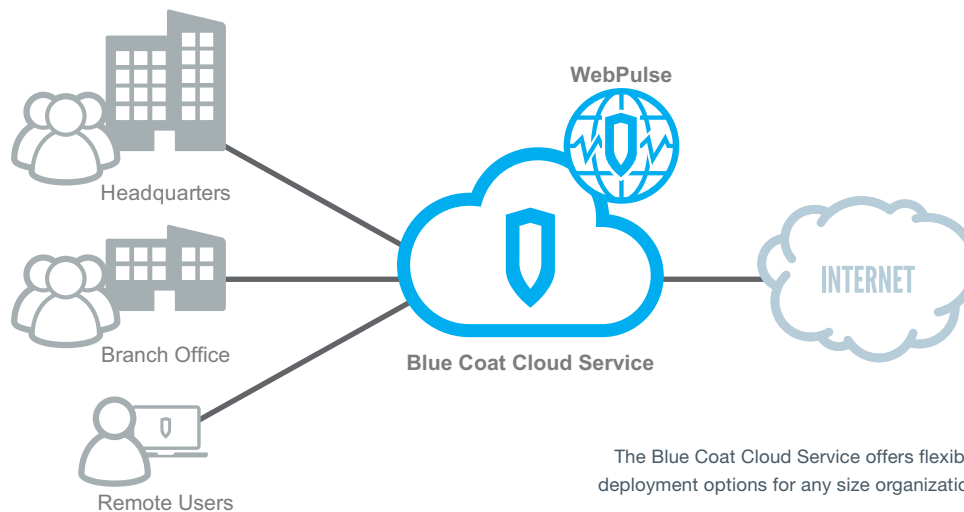 WebPulse
Headquarters
INTERNET
Branch Office
Blue Coat Cloud Service
The Blue Coat Cloud Service offers
deployment options for any size
Remote Users